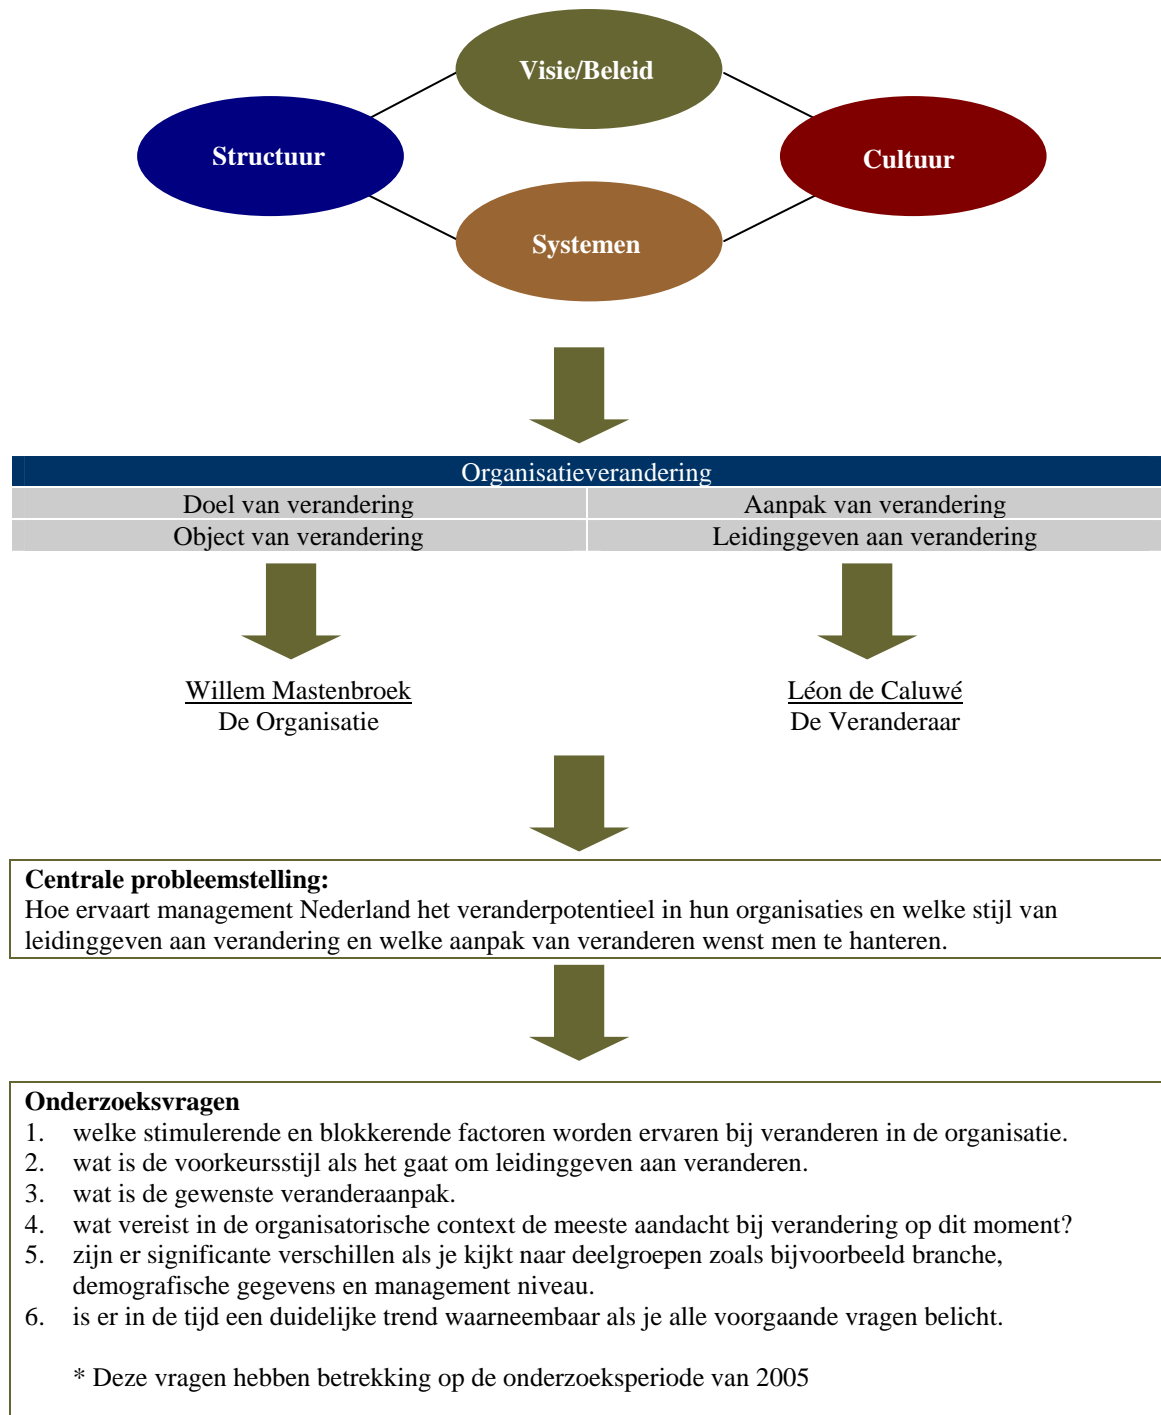 Visie/Beleid
Structuur
Cultuur
Systemen
Organisatieverandering
Doel van verandering
Aanpak van verandering
Object van verandering
Leidinggeven aan verandering
Willem Mastenbroek
De Organisatie
Léon de Caluwé
De Veranderaar
Centrale probleemstelling:
Hoe ervaart management Nederland het veranderpotentieel in hun organisaties en welke stijl van
leidinggeven aan verandering en welke aanpak van veranderen wenst men te hanteren.
Onderzoeksvragen
1. welke stimulerende en blokkerende factoren worden ervaren bij veranderen in de organisatie.
2. wat is de voorkeursstijl als het gaat om leidinggeven aan veranderen.
3. wat is de gewenste veranderaanpak.
4. wat vereist in de organisatorische context de meeste aandacht bij verandering op dit moment?
5. zijn er significante verschillen als je kijkt naar deelgroepen zoals bijvoorbeeld branche,
demografische gegevens en management niveau.
6. is er in de tijd een duidelijke trend waarneembaar als je alle voorgaande vragen belicht.
* Deze vragen hebben betrekking op de onderzoeksperiode van 2005